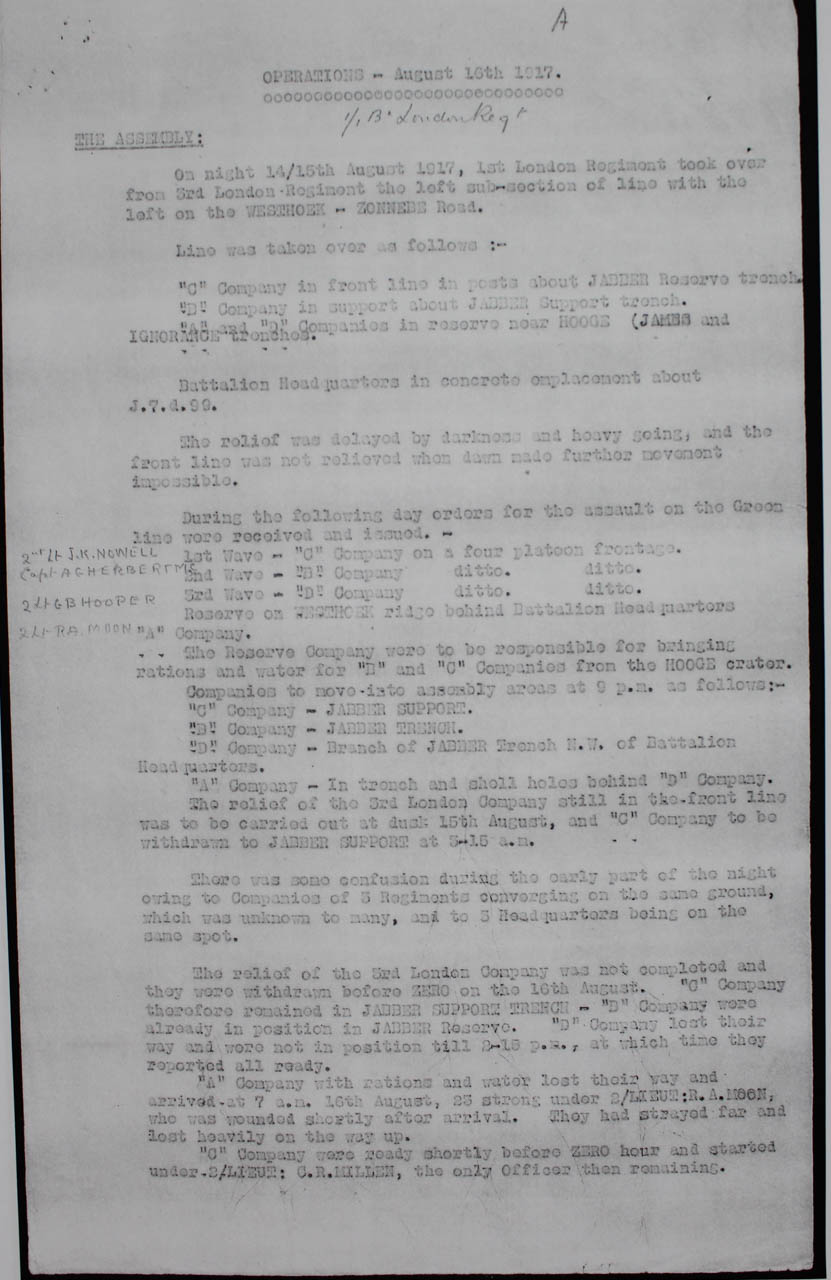 A
OPERATIONS - August 16th 1917.
oooooooooooooooooooooooooooooo
1/1 Bn London Regt
THE ASSEMBLY:
On night 14/15th August 1917, 1st London Regiment took over
from 3rd London Regiment the left sub-section of line with the
left on the WESTHOEK - ZONNEBE Road.
Line was taken over as follows :-
"C" Company in front line in posts about JABBER Reserve trench.
"B" Company in support about JABBER Support trench.
"A" and "D" Companies in reserve near HOOGE (JAMES and
IGNORANCE trenches.
Battalion Headquarters in concrete emplacement about
J.7.d.99.
The relief was delayed by darkness and heavy going, and the
front line was not relieved when dawn made further movement
impossible.
During the following day orders for the assault on the Green
line were received and issued. -
2nd Lt J.K. NOWELL 1st Wave - "C" Company on a four platoon frontage.
Capt A G HERBERT MS 2nd Wave - "B" Company ditto. ditto.
2 Lt G B HOOPER 3rd Wave - "D" Company ditto. ditto.
Reserve on WESTHOEK ridge behind Battalion Headquarters
2 Lt R.A. MOON "A" Company.
The Reserve Company were to be responsible for bringing
rations and water for "B" and "C" Companies from the HOOGE crater.
Companies to move into assembly areas at 9 p.m. as follows:-
"C" Company - JABBER SUPPORT.
"B" Company - JABBER TRENCH.
"D" Company - Branch of JABBER Trench N.W. of Battalion
Headquarters.
"A" Company - In trench and shell holes behind "D" Company.
The relief of the 3rd London Company still in the front line
was to be carried out at dusk 15th August, and "C" Company to be
withdrawn to JABBER SUPPORT at 3-15 a.m.
There was some confusion during the early part of the night
owing to Companies of 3 Regiments converging on the same ground,
which was unknown to many, and to 3 Headquarters being on the
same spot.
The relief of the 3rd London Company was not completed and
they were withdrawn before ZERO on the 16th August. "C" Company
therefore remained in JABBER SUPPORT TRENCH - "B" Company were
already in position in JABBER Reserve. "D" Company lost their
way and were not in position till 2-15 p.m., at which time they
reported all ready.
"A" Company with rations and water lost their way and
arrived at 7 a.m. 16th August, 25 strong under 2/LIEUT:R.A.MOON,
who was wounded shortly after arrival. They had strayed far and
lost heavily on the way up.
"C" Company were ready shortly before ZERO hour and started
under 2/LIEUT: C.R.MILLEN, the only Officer then remaining.